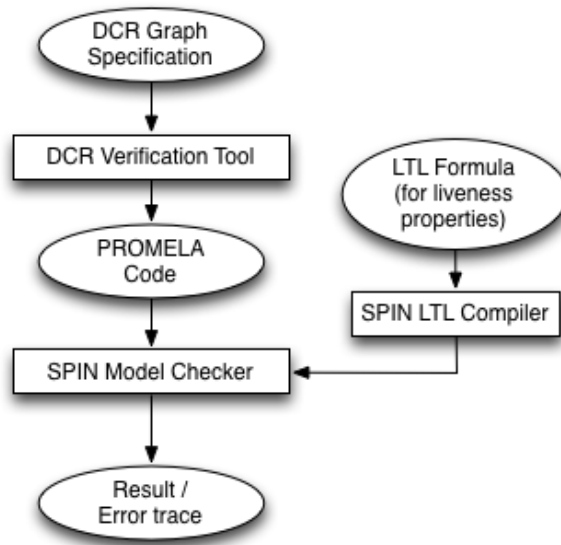 DCR Graph
Specification
DCR Verification Tool
LTL Formula
(for liveness
properties)
PROMELA
Code
SPIN LTL Compiler
SPIN Model Checker
Result /
Error trace